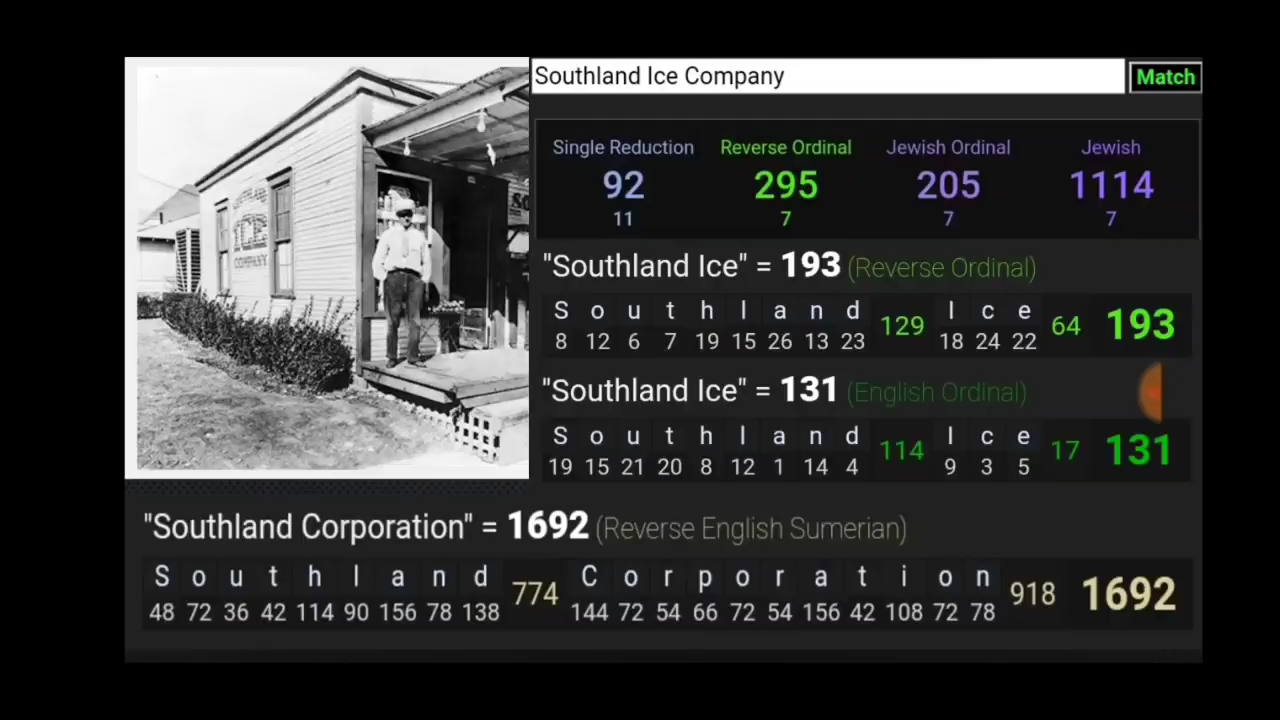 Southland Ice Company
Match
Single Reduction Reverse Ordinal Jewish Ordinal Jewish
92 295 205 1114
11 7 7 7
"Southland Ice" = 193 (Reverse Ordinal)
S o u t h l a n d 129 I c e 64 193
8 12 6 7 19 15 26 13 23 18 24 22
"Southland Ice" = 131 (English Ordinal)
S o u t h l a n d 114 I c e 17 131
19 15 21 20 8 12 1 14 4 9 3 5
"Southland Corporation" = 1692 (Reverse English Sumerian)
S o u t h l a n d 774 C o r p o r a t i o n 918 1692
48 72 36 42 114 90 156 78 138 144 72 54 66 72 54 156 42 108 72 78
ICE
COMPANY